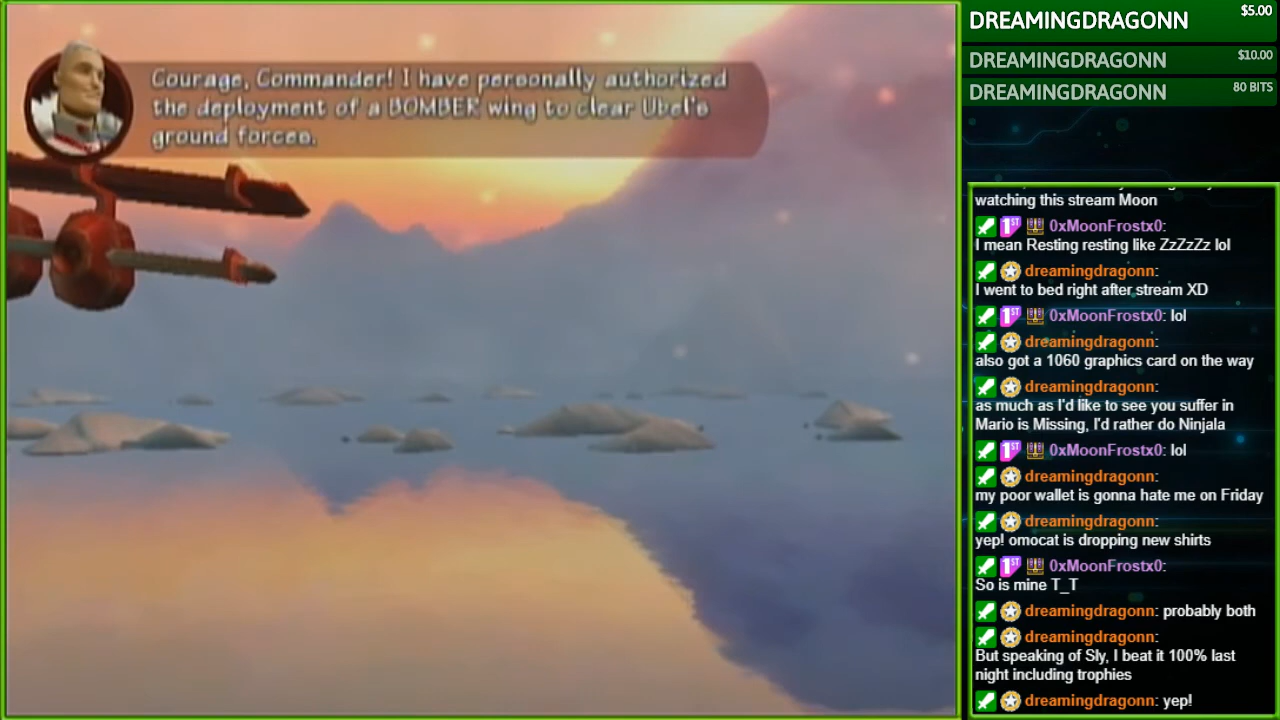 Courage, Commander! I have personally authorized
the deployment of a BOMBER wing to clear Ubel's
ground forces.
DREAMINGDRAGONN $5.00
DREAMINGDRAGONN $10.00
DREAMINGDRAGONN 80 BITS
watching this stream Moon
1ST 0xMoonFrostx0:
I mean Resting resting like ZzZzZz lol
dreamingdragonn:
I went to bed right after stream XD
1ST 0xMoonFrostx0: lol
dreamingdragonn:
also got a 1060 graphics card on the way
dreamingdragonn:
as much as I'd like to see you suffer in
Mario is Missing, I'd rather do Ninjala
1ST 0xMoonFrostx0: lol
dreamingdragonn:
my poor wallet is gonna hate me on Friday
dreamingdragonn:
yep! omocat is dropping new shirts
1ST 0xMoonFrostx0:
So is mine T_T
dreamingdragonn: probably both
dreamingdragonn:
But speaking of Sly, I beat it 100% last
night including trophies
dreamingdragonn: yep!